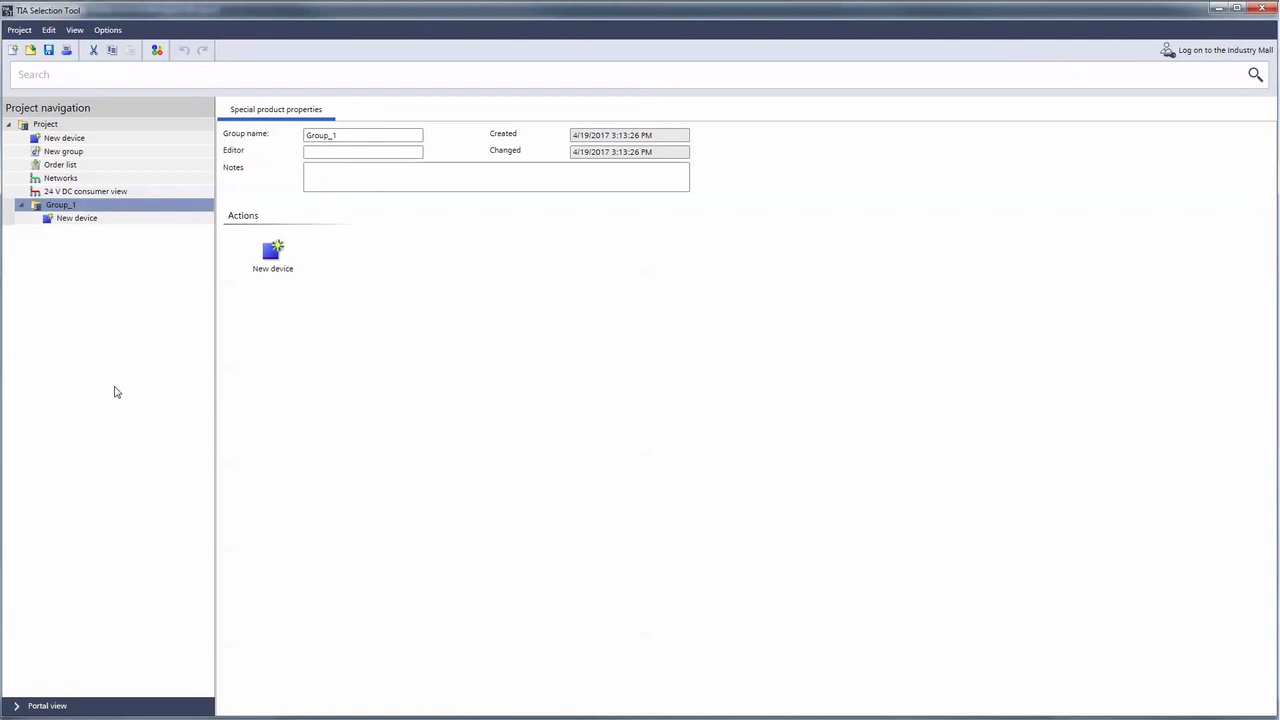 TIA Selection Tool
Project Edit View Options
Log on to the Industry Mall
Search
Project navigation
Project
New device
New group
Order list
Networks
24 V DC consumer view
Group_1
New device
Special product properties
Group name: Group_1 Created 4/19/2017 3:13:26 PM
Editor Changed 4/19/2017 3:13:26 PM
Notes
Actions
New device
Portal view